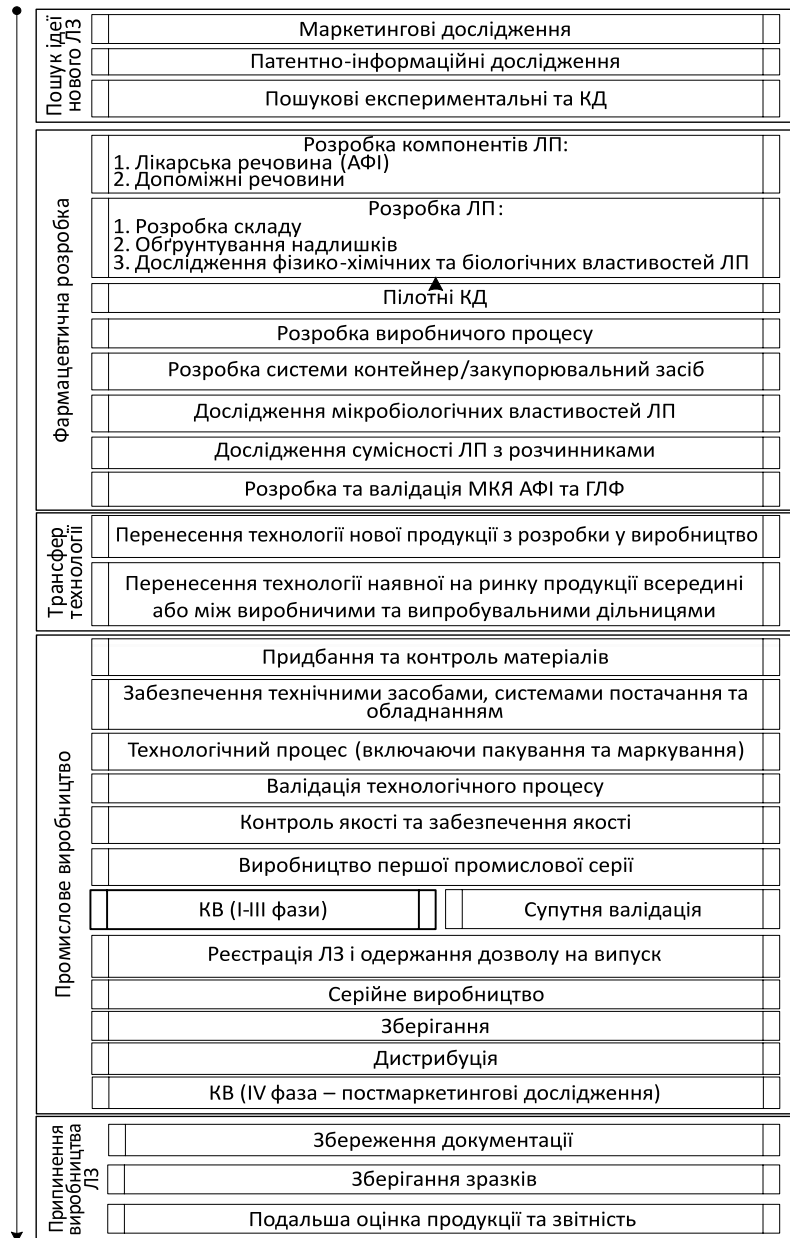 Пошук ідеї
нового ЛЗ
Маркетингові дослідження
Патентно-інформаційні дослідження
Пошукові експериментальні та КД
Фармацевтична розробка
Розробка компонентів ЛП:
1. Лікарська речовина (АФІ)
2. Допоміжні речовини
Розробка ЛП:
1. Розробка складу
2. Обґрунтування надлишків
3. Дослідження фізико-хімічних та біологічних властивостей ЛП
Пілотні КД
Розробка виробничого процесу
Розробка системи контейнер/закупорювальний засіб
Дослідження мікробіологічних властивостей ЛП
Дослідження сумісності ЛП з розчинниками
Розробка та валідація МКЯ АФІ та ГЛФ
Трансфер
технології
Перенесення технології нової продукції з розробки у виробництво
Перенесення технології наявної на ринку продукції всередині
або між виробничими та випробувальними дільницями
Промислове виробництво
Придбання та контроль матеріалів
Забезпечення технічними засобами, системами постачання та
обладнанням
Технологічний процес (включаючи пакування та маркування)
Валідація технологічного процесу
Контроль якості та забезпечення якості
Виробництво першої промислової серії
КВ (I-III фази)
Супутня валідація
Реєстрація ЛЗ і одержання дозволу на випуск
Серійне виробництво
Зберігання
Дистрибуція
КВ (IV фаза – постмаркетингові дослідження)
Припинення
виробництва
ЛЗ
Збереження документації
Зберігання зразків
Подальша оцінка продукції та звітність